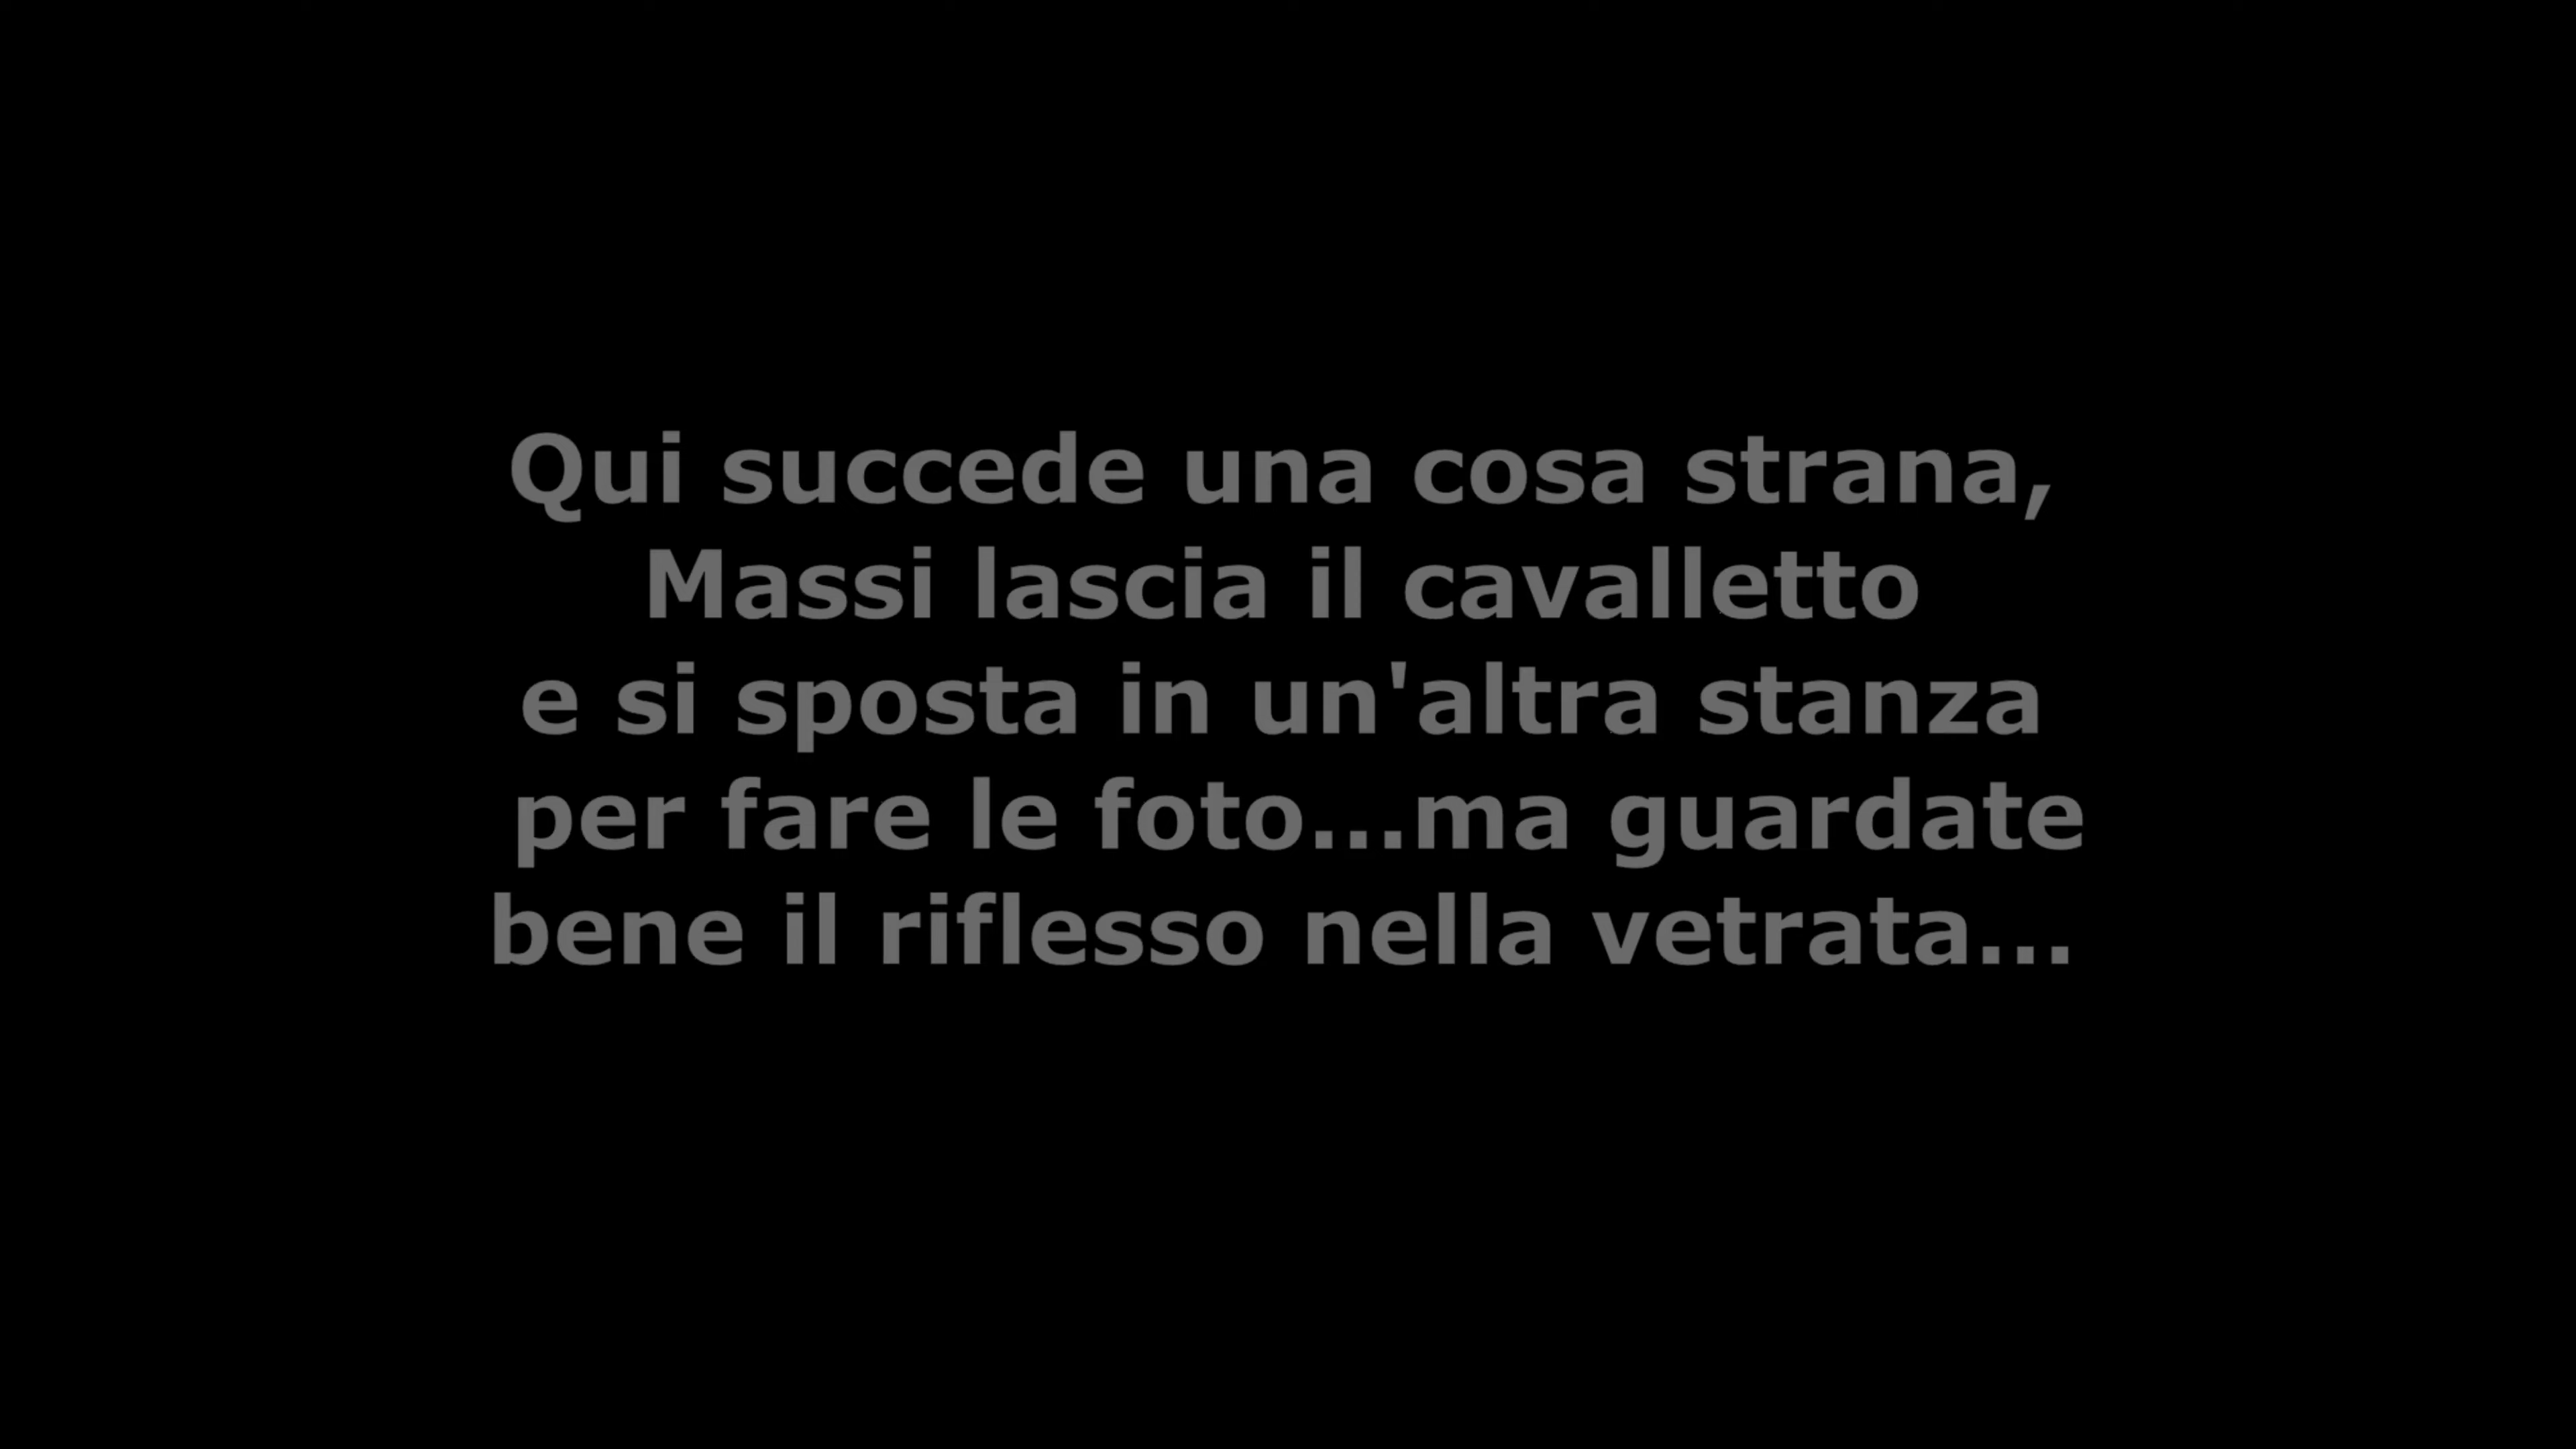 Qui succede una cosa strana,
Massi lascia il cavalletto
e si sposta in un'altra stanza
per fare le foto...ma guardate
bene il riflesso nella vetrata...